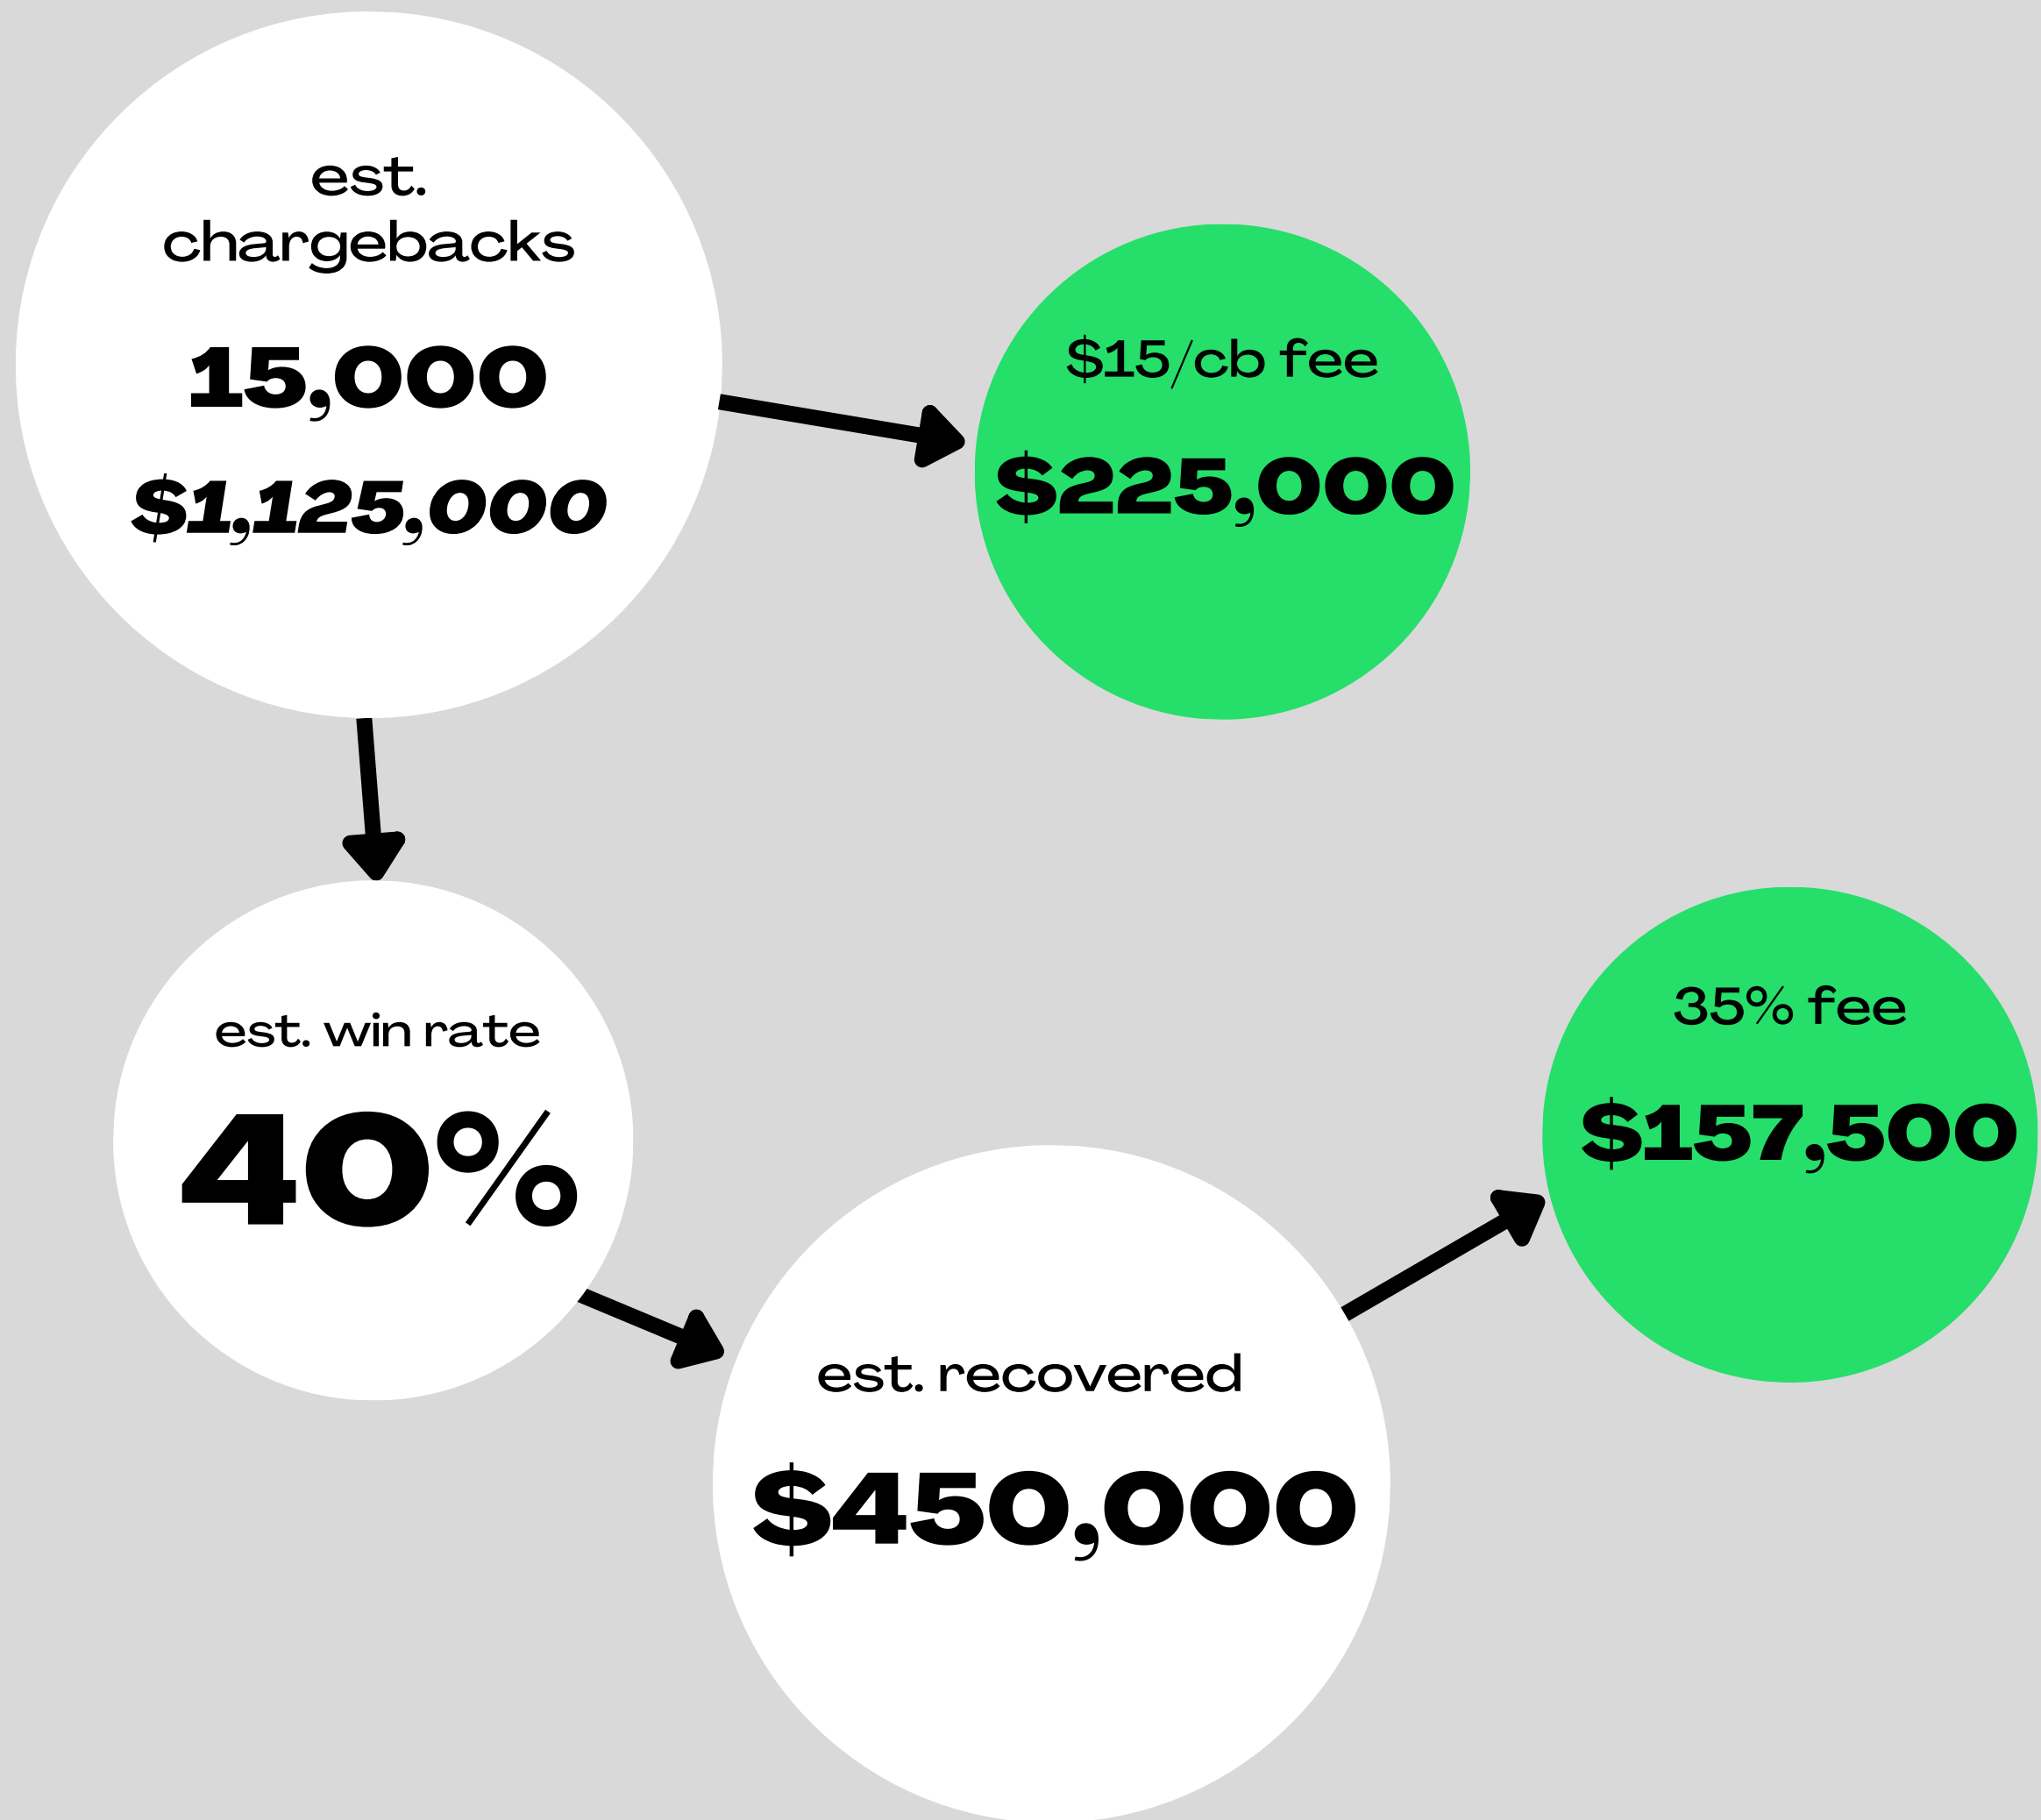 est.
chargebacks
15,000
$1,125,000
$15/cb fee
$225,000
est. win rate
40%
est. recovered
$450,000
35% fee
$157,500